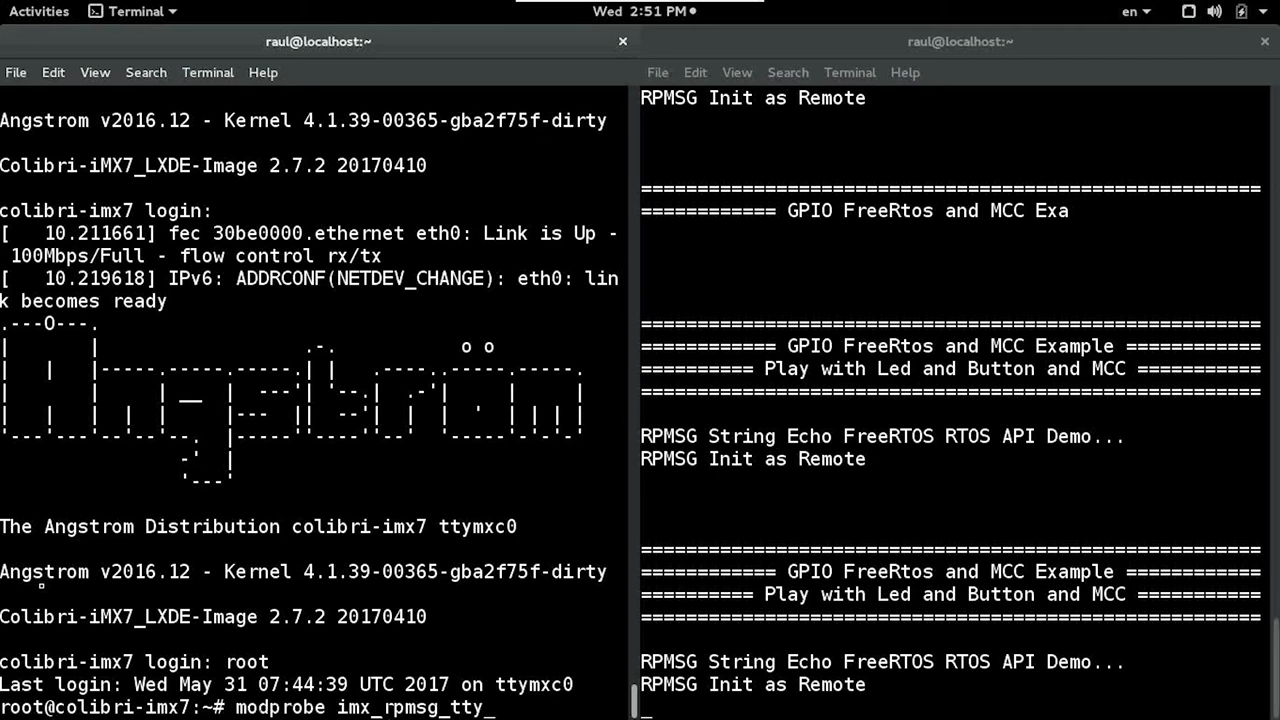 Activities Terminal Wed 2:51 PM en
raul@localhost:~
File Edit View Search Terminal Help
Angstrom v2016.12 - Kernel 4.1.39-00365-gba2f75f-dirty
Colibri-iMX7_LXDE-Image 2.7.2 20170410
colibri-imx7 login:
[   10.211661] fec 30be0000.ethernet eth0: Link is Up -
100Mbps/Full - flow control rx/tx
[   10.219618] IPv6: ADDRCONF(NETDEV_CHANGE): eth0: lin
k becomes ready
The Angstrom Distribution colibri-imx7 ttymxc0
Angstrom v2016.12 - Kernel 4.1.39-00365-gba2f75f-dirty
Colibri-iMX7_LXDE-Image 2.7.2 20170410
colibri-imx7 login: root
Last login: Wed May 31 07:44:39 UTC 2017 on ttymxc0
root@colibri-imx7:~# modprobe imx_rpmsg_tty_
raul@localhost:~
File Edit View Search Terminal Help
RPMSG Init as Remote
=======================================================
============ GPIO FreeRtos and MCC Exa
=======================================================
============ GPIO FreeRtos and MCC Example ============
========== Play with Led and Button and MCC ===========
=======================================================
RPMSG String Echo FreeRTOS RTOS API Demo...
RPMSG Init as Remote
=======================================================
============ GPIO FreeRtos and MCC Example ============
========== Play with Led and Button and MCC ===========
=======================================================
RPMSG String Echo FreeRTOS RTOS API Demo...
RPMSG Init as Remote